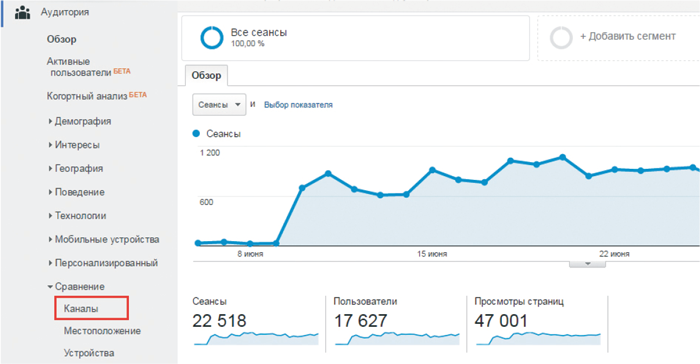 Аудитория
Обзор
Активные
пользователи БЕТА
Когортный анализ БЕТА
Демография
Интересы
География
Поведение
Технологии
Мобильные устройства
Персонализированный
Сравнение
Каналы
Местоположение
Устройства
Все сеансы
100,00 %
+ Добавить сегмент
Обзор
Сеансы и Выбор показателя
Сеансы
1 200
600
8 июня 15 июня 22 июня
Сеансы Пользователи Просмотры страниц
22 518 17 627 47 001